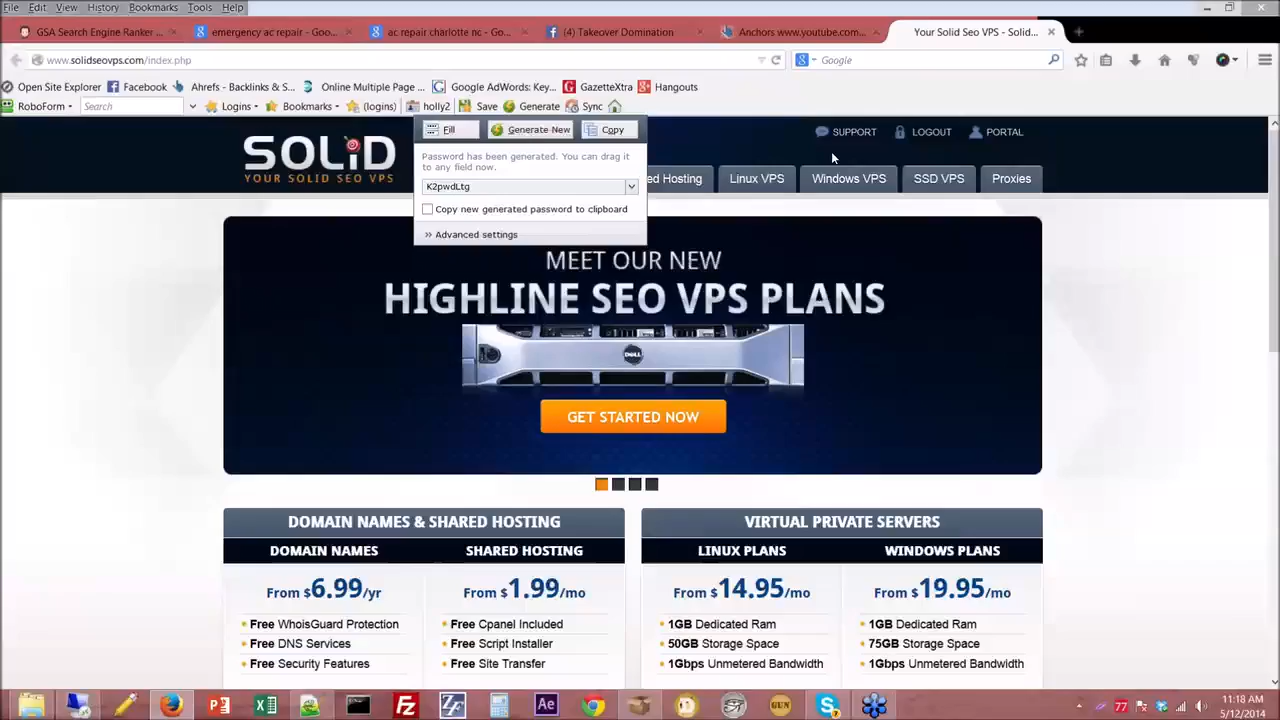 File Edit View History Bookmarks Tools Help
GSA Search Engine Ranker ... emergency ac repair - Goo... ac repair charlotte nc - Go... (4) Takeover Domination Anchors www.youtube.com... Your Solid Seo VPS - Solid...
www.solidseovps.com/index.php Google
Open Site Explorer Facebook Ahrefs - Backlinks & S... Online Multiple Page... Google AdWords: Key... GazetteXtra Hangouts
RoboForm Search Logins Bookmarks (logins) holly2 Save Generate Sync
Fill Generate New Copy
Password has been generated. You can drag it
to any field now.
K2pwdLtg
Copy new generated password to clipboard
Advanced settings
SOLID
YOUR SOLID SEO VPS
SUPPORT LOGOUT PORTAL
ed Hosting Linux VPS Windows VPS SSD VPS Proxies
MEET OUR NEW
HIGHLINE SEO VPS PLANS
DELL
GET STARTED NOW
DOMAIN NAMES & SHARED HOSTING
DOMAIN NAMES SHARED HOSTING
From $6.99/yr From $1.99/mo
Free WhoisGuard Protection Free Cpanel Included
Free DNS Services Free Script Installer
Free Security Features Free Site Transfer
VIRTUAL PRIVATE SERVERS
LINUX PLANS WINDOWS PLANS
From $14.95/mo From $19.95/mo
1GB Dedicated Ram 1GB Dedicated Ram
50GB Storage Space 75GB Storage Space
1Gbps Unmetered Bandwidth 1Gbps Unmetered Bandwidth
Ae GUN 77 11:18 AM
5/12/2014